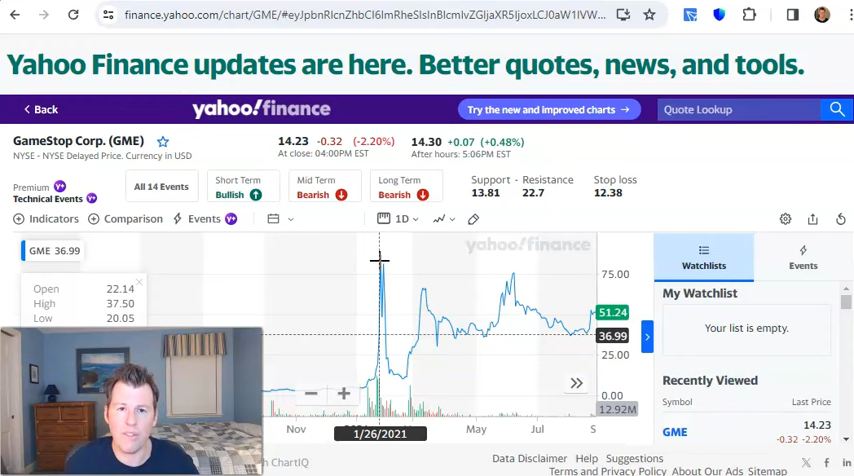 finance.yahoo.com/chart/GME/#eyJpbnRlcnZhbCI6ImRheSIsInBlcmlvZGljaXR5IjoxLCJ0aW1lVW...
Yahoo Finance updates are here. Better quotes, news, and tools.
Back
yahoo!finance
Try the new and improved charts →
Quote Lookup
GameStop Corp. (GME)
14.23 -0.32 (-2.20%)
14.30 +0.07 (+0.48%)
NYSE - NYSE Delayed Price. Currency in USD
At close: 04:00PM EST
After hours: 5:06PM EST
Premium Y+
Technical Events Y+
All 14 Events
Short Term
Bullish
Mid Term
Bearish
Long Term
Bearish
Support - Resistance
13.81 22.7
Stop loss
12.38
Indicators
Comparison
Events Y+
1D
GME 36.99
yahoo!finance
Open 22.14
High 37.50
Low 20.05
75.00
51.24
36.99
25.00
0.00
12.92M
Nov
1/26/2021
May
Jul
S
ChartIQ
Watchlists
Events
My Watchlist
Your list is empty.
Recently Viewed
Symbol Last Price
GME 14.23
-0.32 -2.20%
Disclaimer Help Suggestions
Terms and Privacy Policy About Our Ads Sitemap